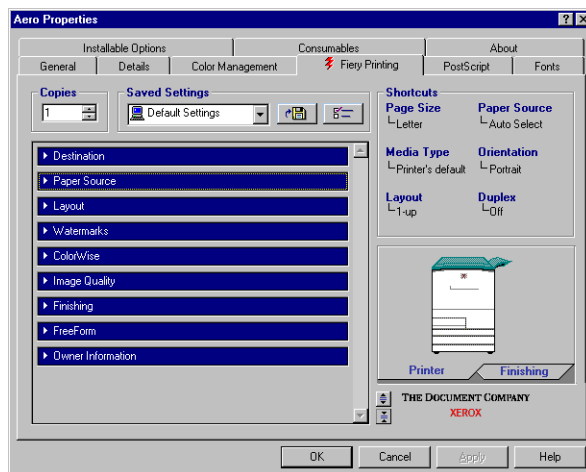 Aero Properties
Installable Options Consumables About
General Details Color Management Fiery Printing PostScript Fonts
Copies
1
Saved Settings
Default Settings
Destination
Paper Source
Layout
Watermarks
ColorWise
Image Quality
Finishing
FreeForm
Owner Information
Shortcuts
Page Size Paper Source
Letter Auto Select
Media Type Orientation
Printer's default Portrait
Layout Duplex
1-up Off
Printer Finishing
THE DOCUMENT COMPANY
XEROX
OK Cancel Apply Help